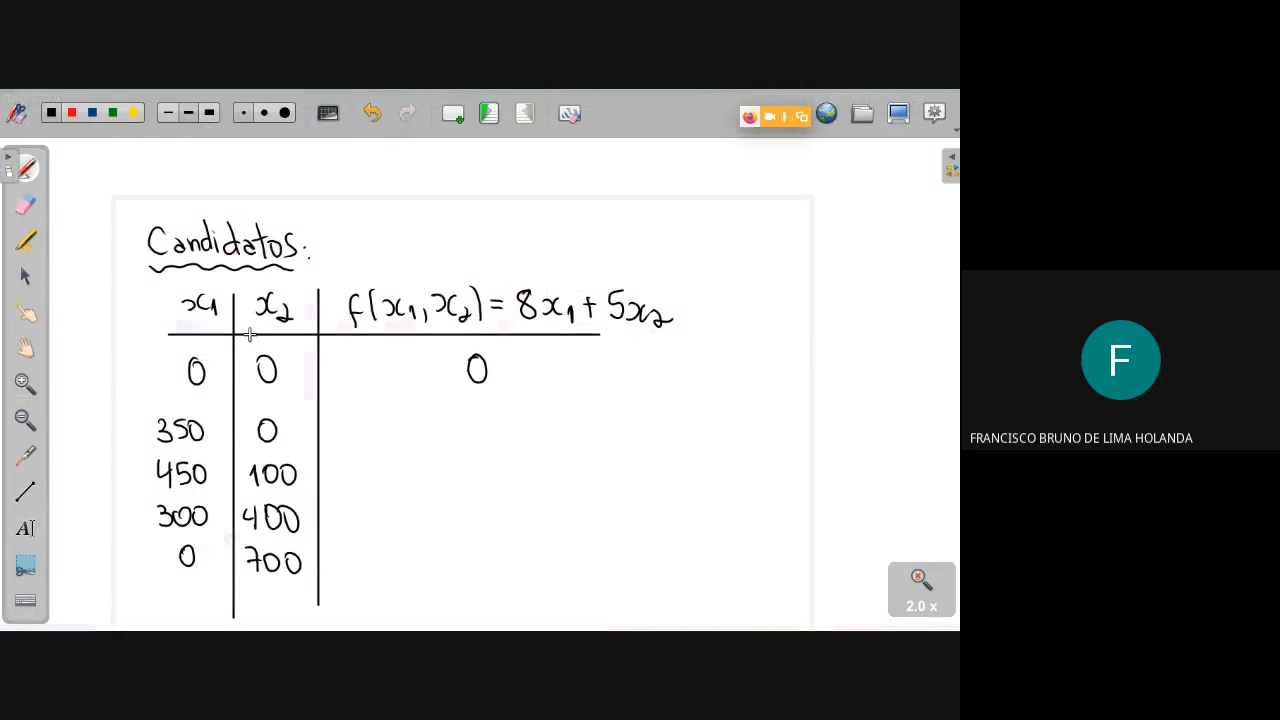 Candidatos:
x1 x2 f(x1, x2) = 8x1 + 5x2
0 0 0
350 0
450 100
300 400
0 700
A
2.0 x
F
FRANCISCO BRUNO DE LIMA HOLANDA